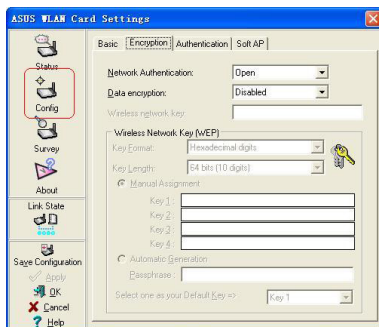 ASUS WLAN Card Settings
Status
Config
Survey
About
Link State
Save Configuration
Apply
OK
Cancel
Help
Basic Encryption Authentication Soft AP
Network Authentication: Open
Data encryption: Disabled
Wireless network key:
Wireless Network Key (WEP)
Key Format: Hexadecimal digits
Key Length: 64 bits (10 digits)
Manual Assignment
Key 1 :
Key 2 :
Key 3 :
Key 4 :
Automatic Generation
Passphrase :
Select one as your Default Key => Key 1